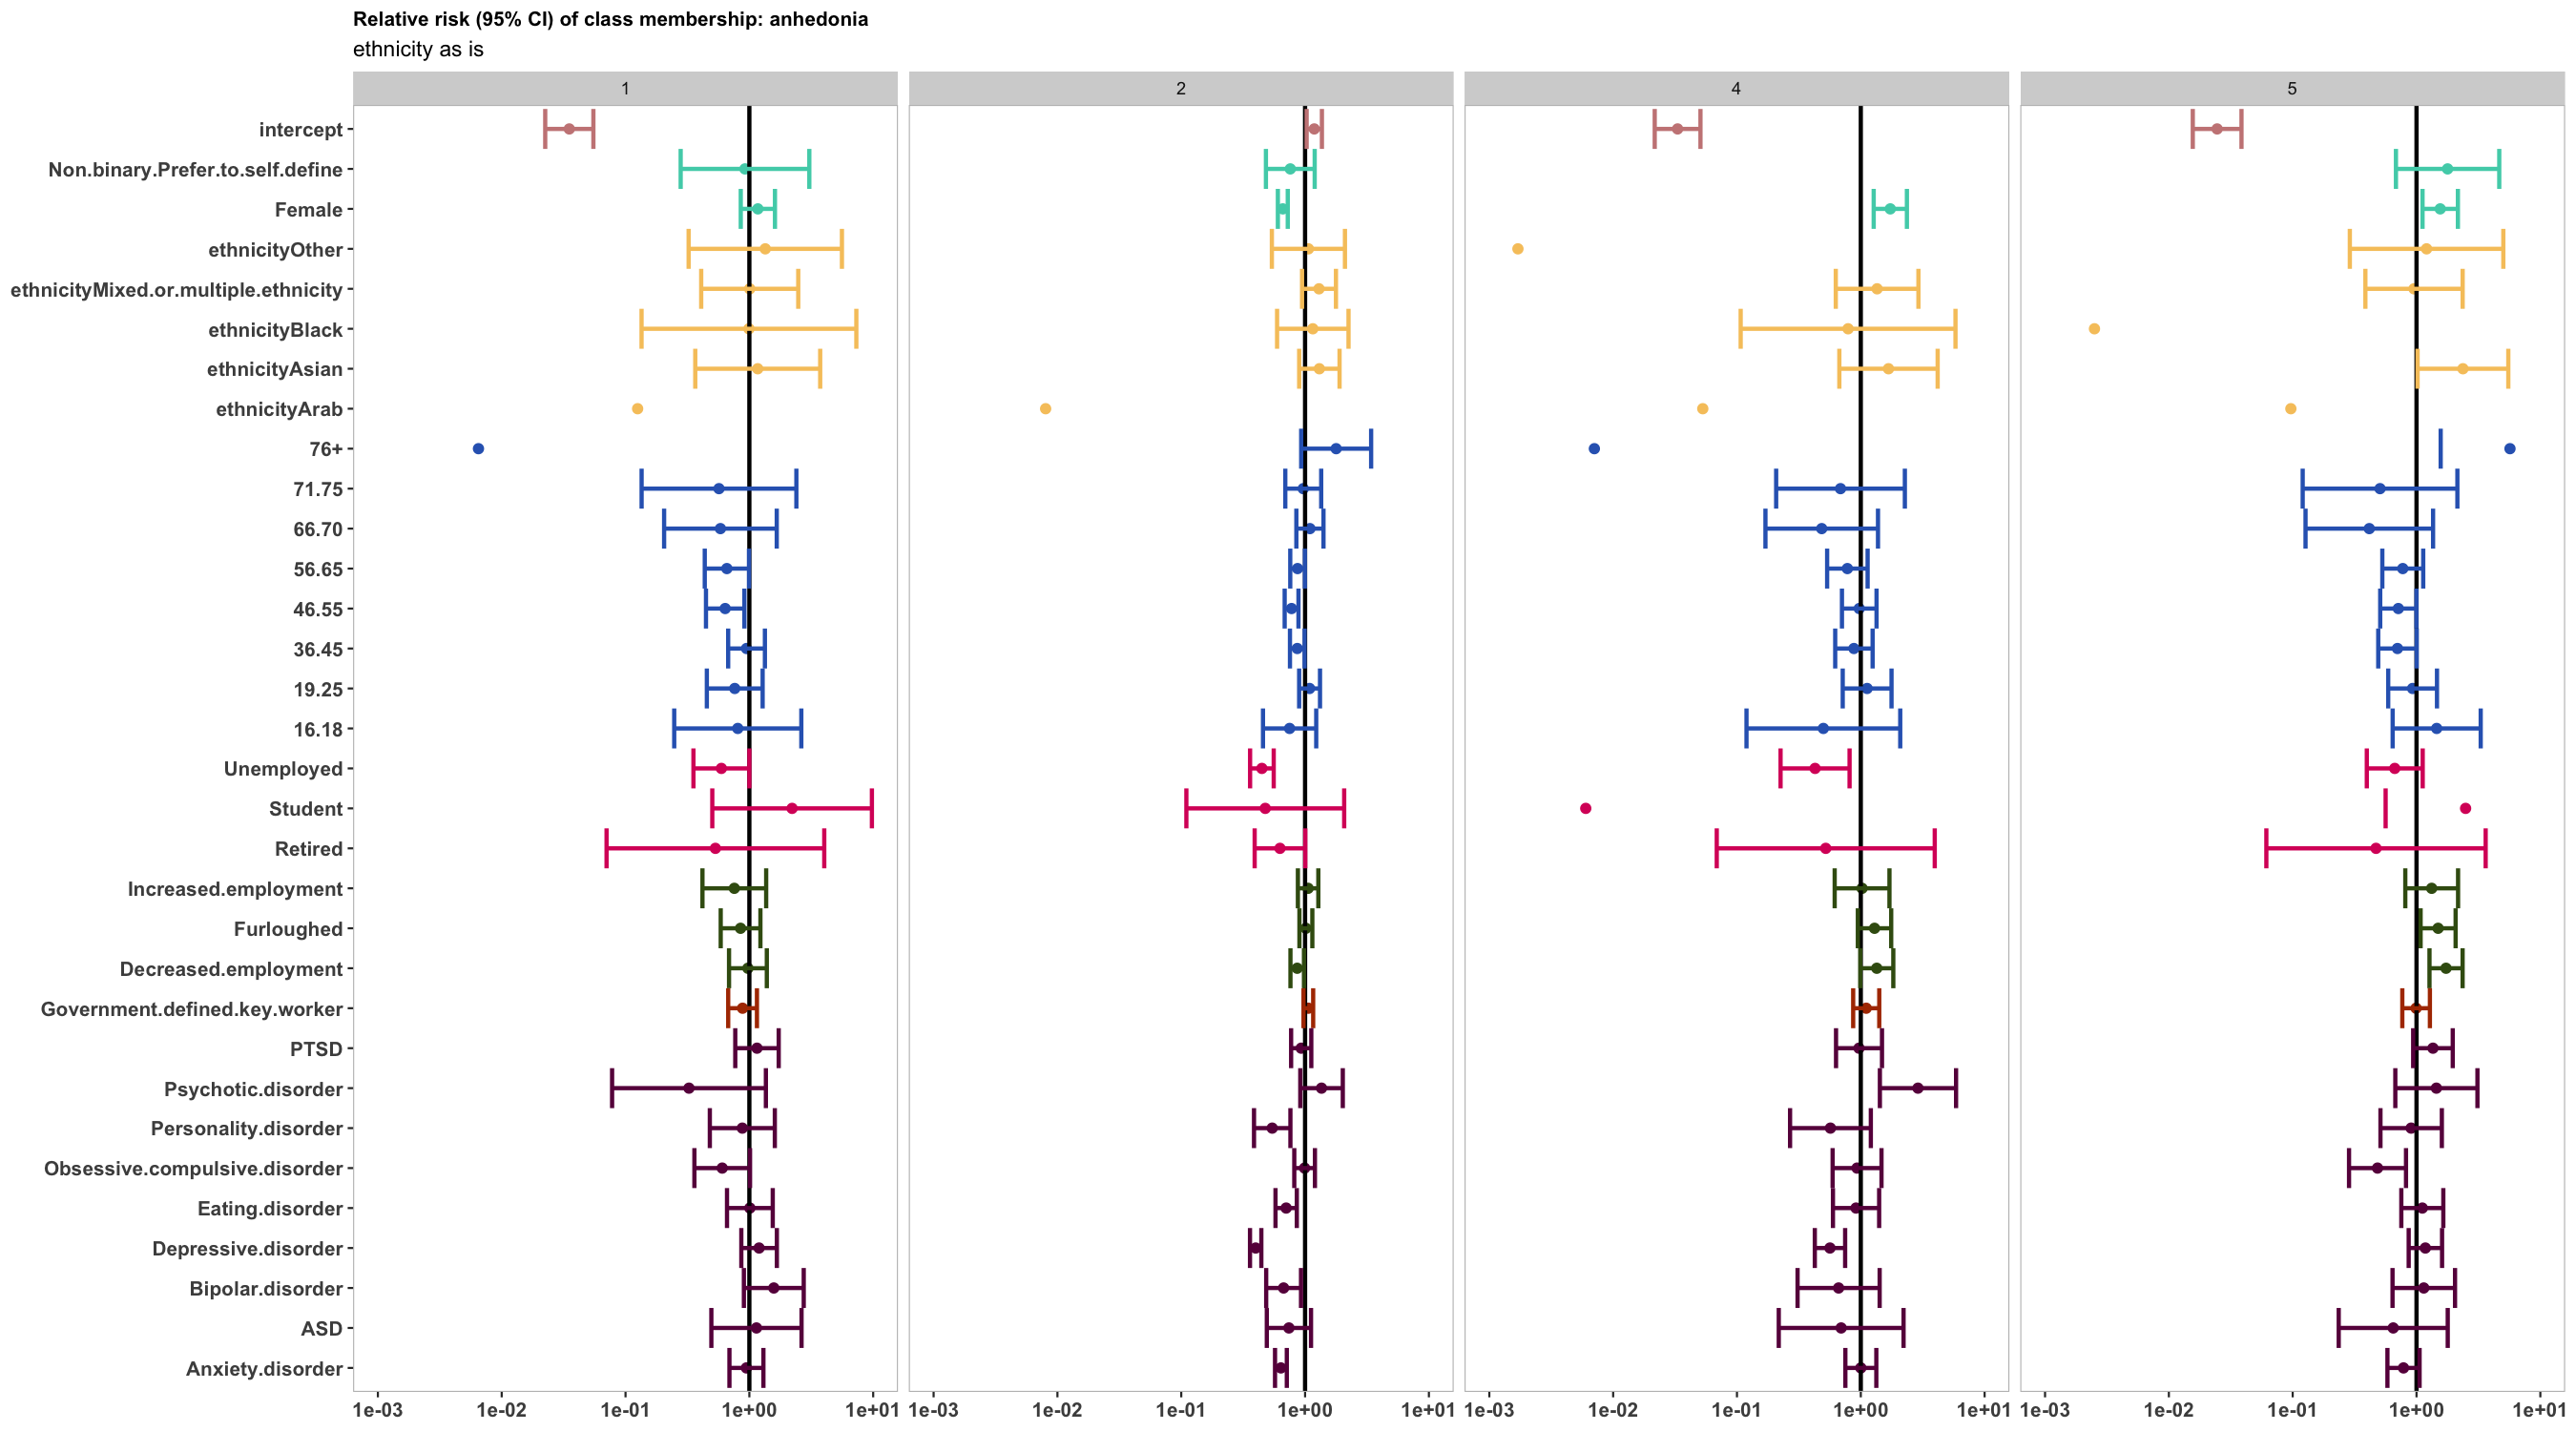 Relative risk (95% CI) of class membership: anhedonia
ethnicity as is
1 2 4 5
intercept
Non.binary.Prefer.to.self.define
Female
ethnicityOther
ethnicityMixed.or.multiple.ethnicity
ethnicityBlack
ethnicityAsian
ethnicityArab
76+
71.75
66.70
56.65
46.55
36.45
19.25
16.18
Unemployed
Student
Retired
Increased.employment
Furloughed
Decreased.employment
Government.defined.key.worker
PTSD
Psychotic.disorder
Personality.disorder
Obsessive.compulsive.disorder
Eating.disorder
Depressive.disorder
Bipolar.disorder
ASD
Anxiety.disorder
1e-03 1e-02 1e-01 1e+00 1e+01 1e-03 1e-02 1e-01 1e+00 1e+01 1e-03 1e-02 1e-01 1e+00 1e+01 1e-03 1e-02 1e-01 1e+00 1e+01